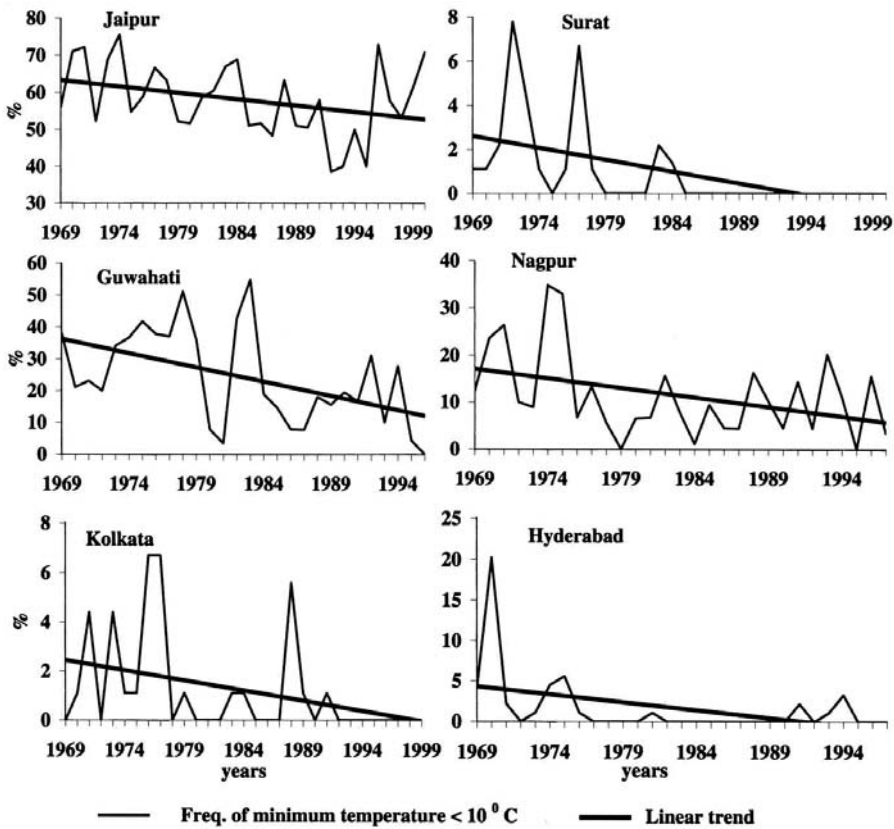 Jaipur
80
70
60
50
40
30
%
1969 1974 1979 1984 1989 1994 1999
Surat
8
6
4
2
0
1969 1974 1979 1984 1989 1994 1999
Guwahati
60
50
40
30
20
10
0
%
1969 1974 1979 1984 1989 1994
Nagpur
40
30
20
10
0
1969 1974 1979 1984 1989 1994
Kolkata
8
6
4
2
0
%
1969 1974 1979 1984 1989 1999
years
Hyderabad
25
20
15
10
5
0
1969 1974 1979 1984 1989 1994
years
Freq. of minimum temperature < 10 ⁰ C
Linear trend